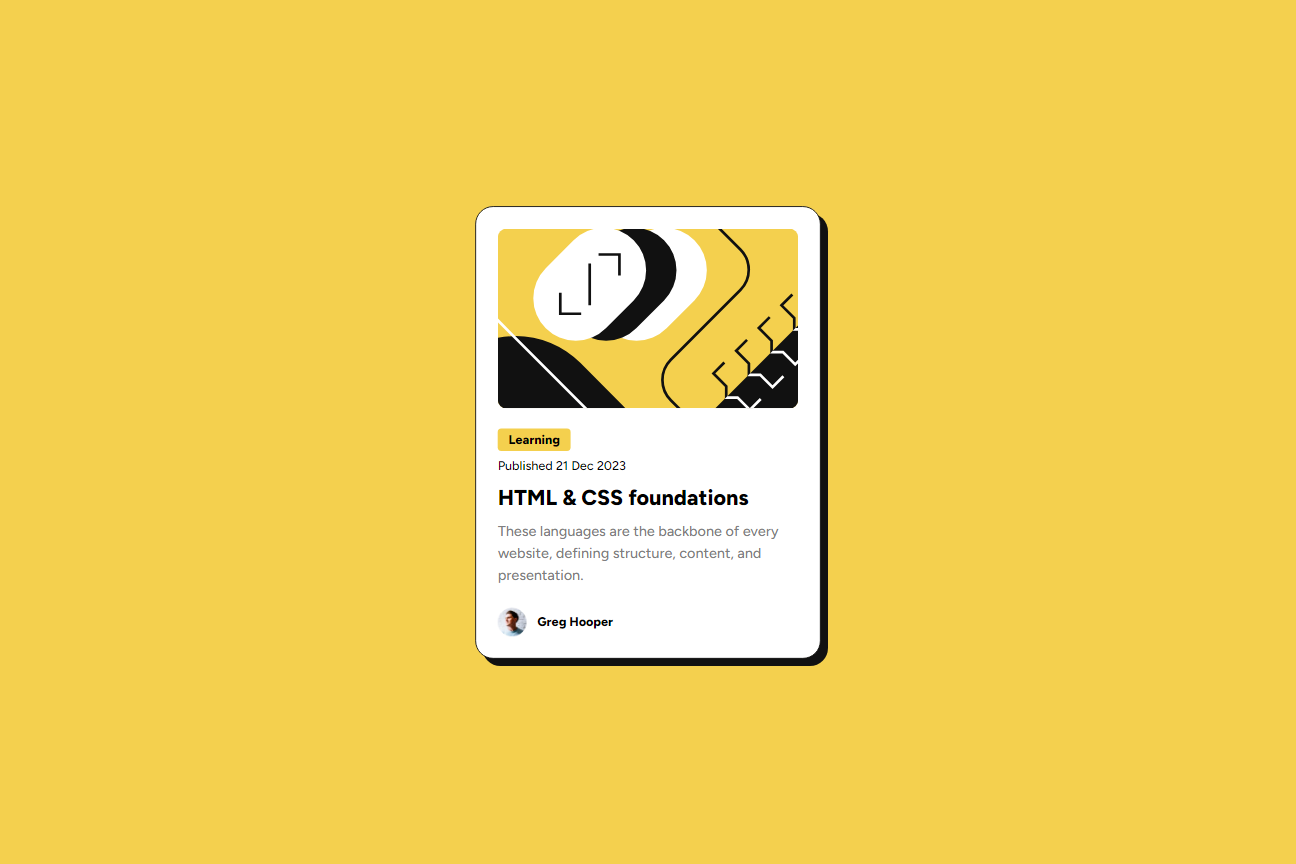 Learning
Published 21 Dec 2023
HTML & CSS foundations
These languages are the backbone of every
website, defining structure, content, and
presentation.
Greg Hooper